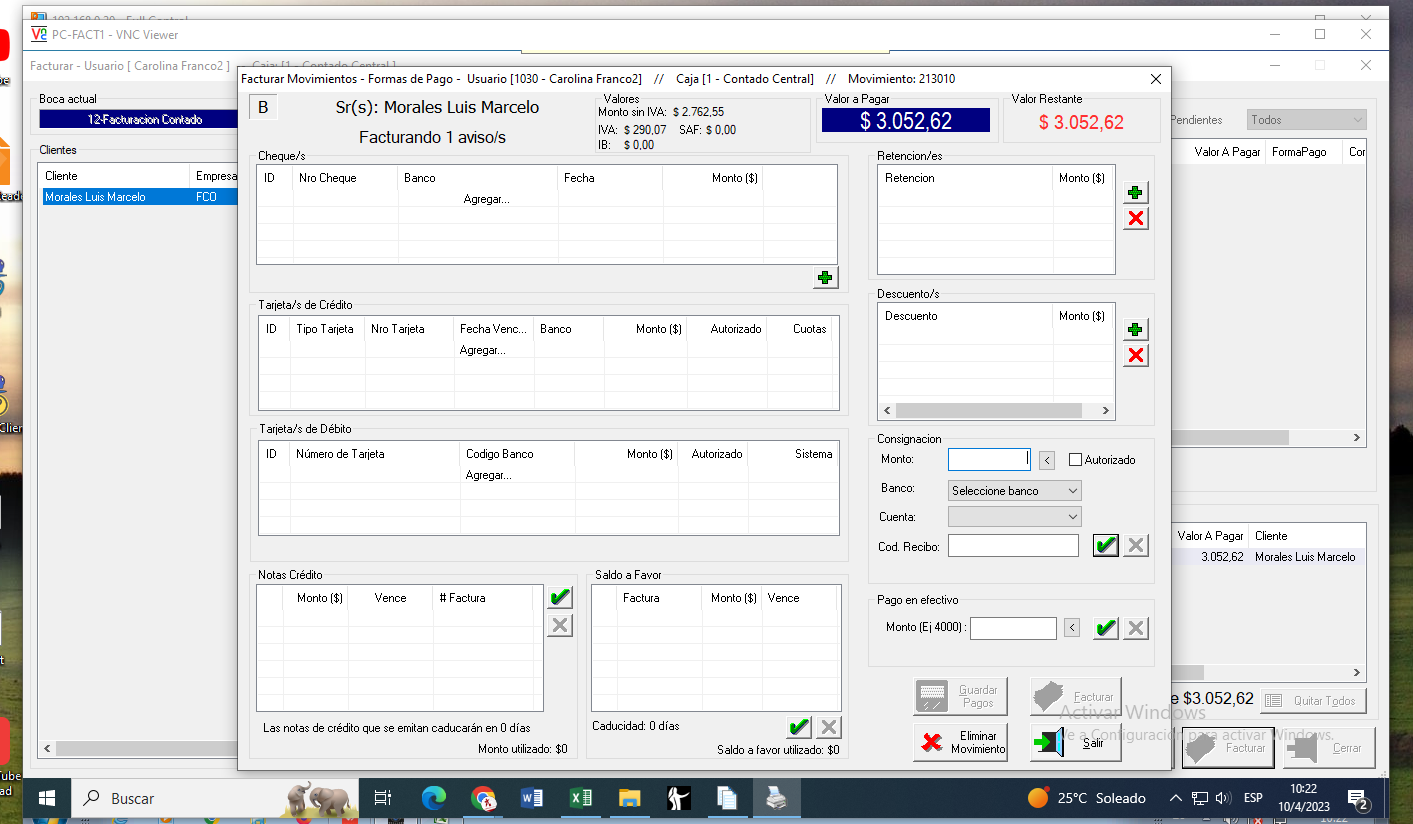 PC-FACT1 - VNC Viewer
Facturar - Usuario [ Carolina Franco2 ] Caja: [1 - Contado Central ]
Boca actual
12-Facturacion Contado
Clientes
Cliente Empresa
Morales Luis Marcelo FCO
Facturar Movimientos - Formas de Pago - Usuario [1030 - Carolina Franco2] // Caja [1 - Contado Central] // Movimiento: 213010
B
Sr(s): Morales Luis Marcelo
Facturando 1 aviso/s
Valores
Monto sin IVA: $ 2.762,55
IVA: $ 290,07 SAF: $ 0,00
IB: $ 0,00
Valor a Pagar
$ 3.052,62
Valor Restante
$ 3.052,62
Cheque/s
ID Nro Cheque Banco Fecha Monto ($)
Agregar...
Tarjeta/s de Crédito
ID Tipo Tarjeta Nro Tarjeta Fecha Venc... Banco Monto ($) Autorizado Cuotas
Agregar...
Tarjeta/s de Débito
ID Número de Tarjeta Codigo Banco Monto ($) Autorizado Sistema
Agregar...
Notas Crédito
Monto ($) Vence # Factura
Las notas de crédito que se emitan caducarán en 0 días
Monto utilizado: $0
Saldo a Favor
Factura Monto ($) Vence
Caducidad: 0 días
Saldo a favor utilizado: $0
Retencion/es
Retencion Monto ($)
Descuento/s
Descuento Monto ($)
Consignacion
Monto: < Autorizado
Banco: Seleccione banco
Cuenta:
Cod. Recibo:
Pago en efectivo
Monto (Ej 4000) : <
Guardar Pagos
Facturar
Eliminar Movimiento
Salir
Pendientes Todos
Valor A Pagar FormaPago Cor
Valor A Pagar Cliente
3.052,62 Morales Luis Marcelo
e $3.052,62 Quitar Todos
Facturar Cerrar
Activar Windows
Ve a Configuración para activar Windows.
Buscar
25°C Soleado
ESP
10:22
10/4/2023
2